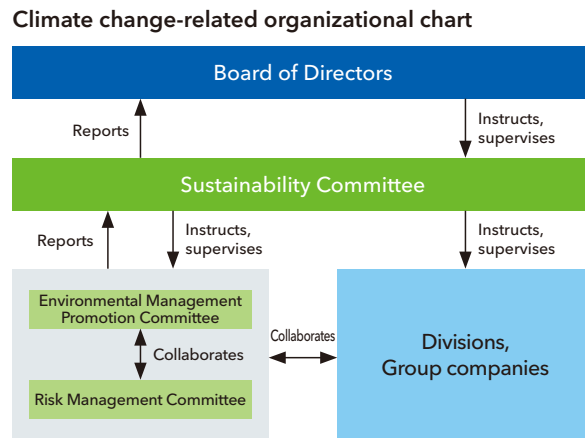 Climate change-related organizational chart
Board of Directors
Reports
Instructs,
supervises
Sustainability Committee
Reports
Instructs,
supervises
Instructs,
supervises
Environmental Management
Promotion Committee
Collaborates
Risk Management Committee
Collaborates
Divisions,
Group companies